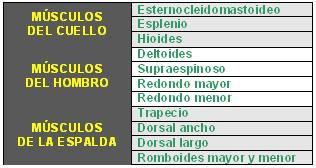 MÚSCULOS
DEL CUELLO
Esternocleidomastoideo
Esplenio
Hioides
MÚSCULOS
DEL HOMBRO
Deltoides
Supraespinoso
Redondo mayor
Redondo menor
MÚSCULOS
DE LA ESPALDA
Trapecio
Dorsal ancho
Dorsal largo
Romboides mayor y menor